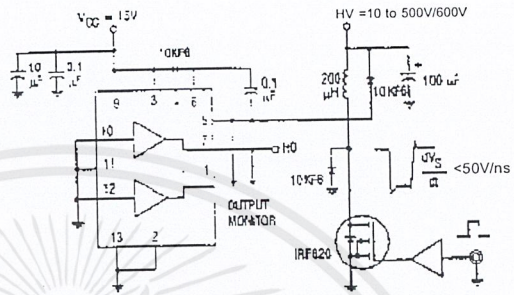 VCC = 15V
HV =10 to 500V/600V
10KF6
10 μF
0.1 μF
0.1 μF
200 μH
10KF6
100 μF
9 3 6
5
7
10
HO
11
1
12
10KF6
dVS/dt <50V/ns
OUTPUT
MONITOR
13 2
IRF820